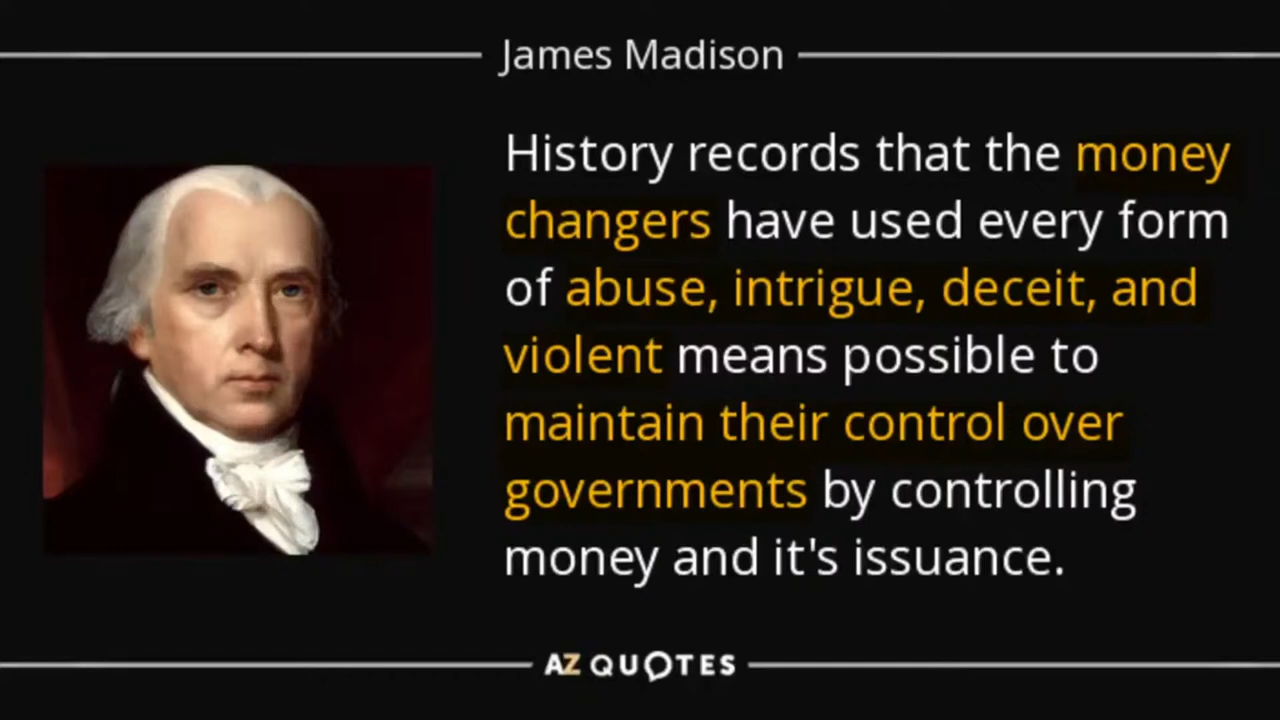 James Madison
History records that the money
changers have used every form
of abuse, intrigue, deceit, and
violent means possible to
maintain their control over
governments by controlling
money and it's issuance.
AZ QUOTES